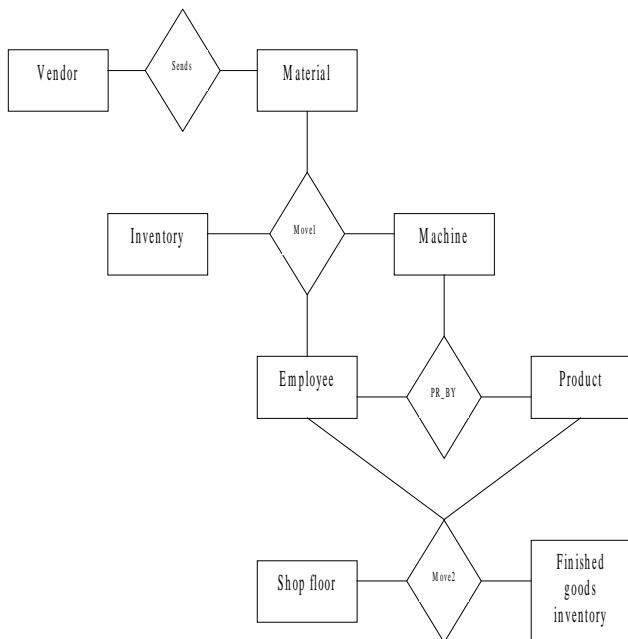 Sends
Vendor
Material
Inventory
Move1
Machine
Employee
PR_BY
Product
Shop floor
Move2
Finished
goods
inventory